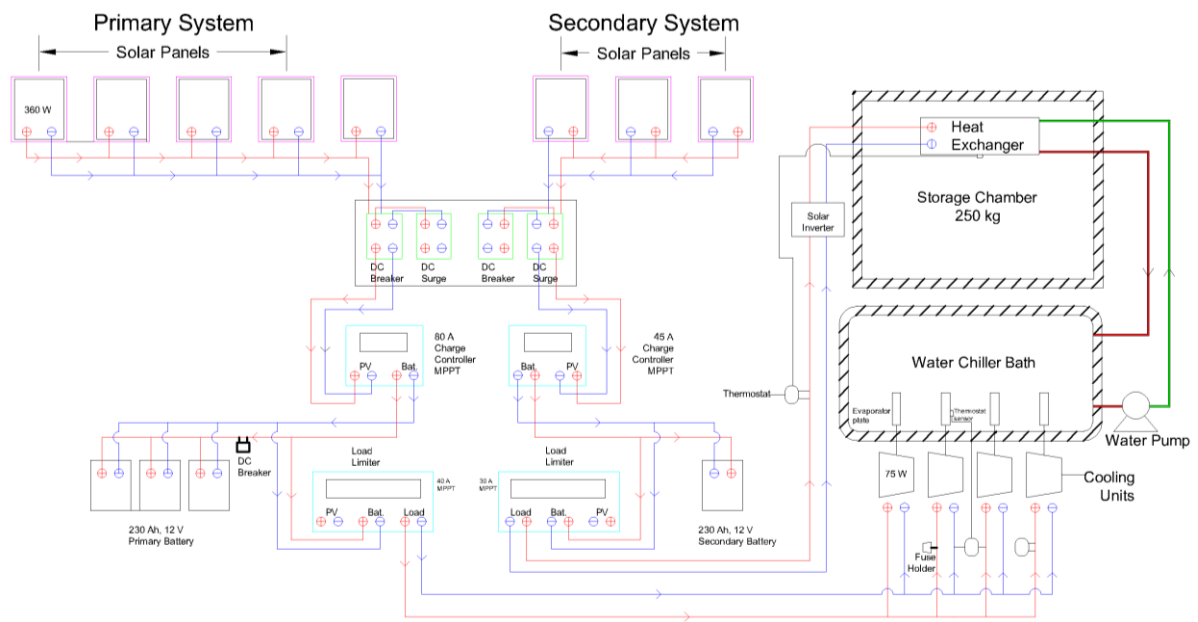 Primary System
Secondary System
Solar Panels
Solar Panels
360 W
Heat
Exchanger
Storage Chamber
250 kg
Solar
Inverter
DC
Breaker
DC
Surge
DC
Breaker
DC
Surge
80 A
Charge
Controller
MPPT
45 A
Charge
Controller
MPPT
PV
Bat.
Bat.
PV
Water Chiller Bath
Thermostat
Evaporator
plate
Thermostat
sensor
Water Pump
DC
Breaker
Load
Limiter
Load
Limiter
40 A
MPPT
30 A
MPPT
75 W
Cooling
Units
PV
Bat.
Load
Load
Bat.
PV
230 Ah, 12 V
Primary Battery
230 Ah, 12 V
Secondary Battery
Fuse
Holder